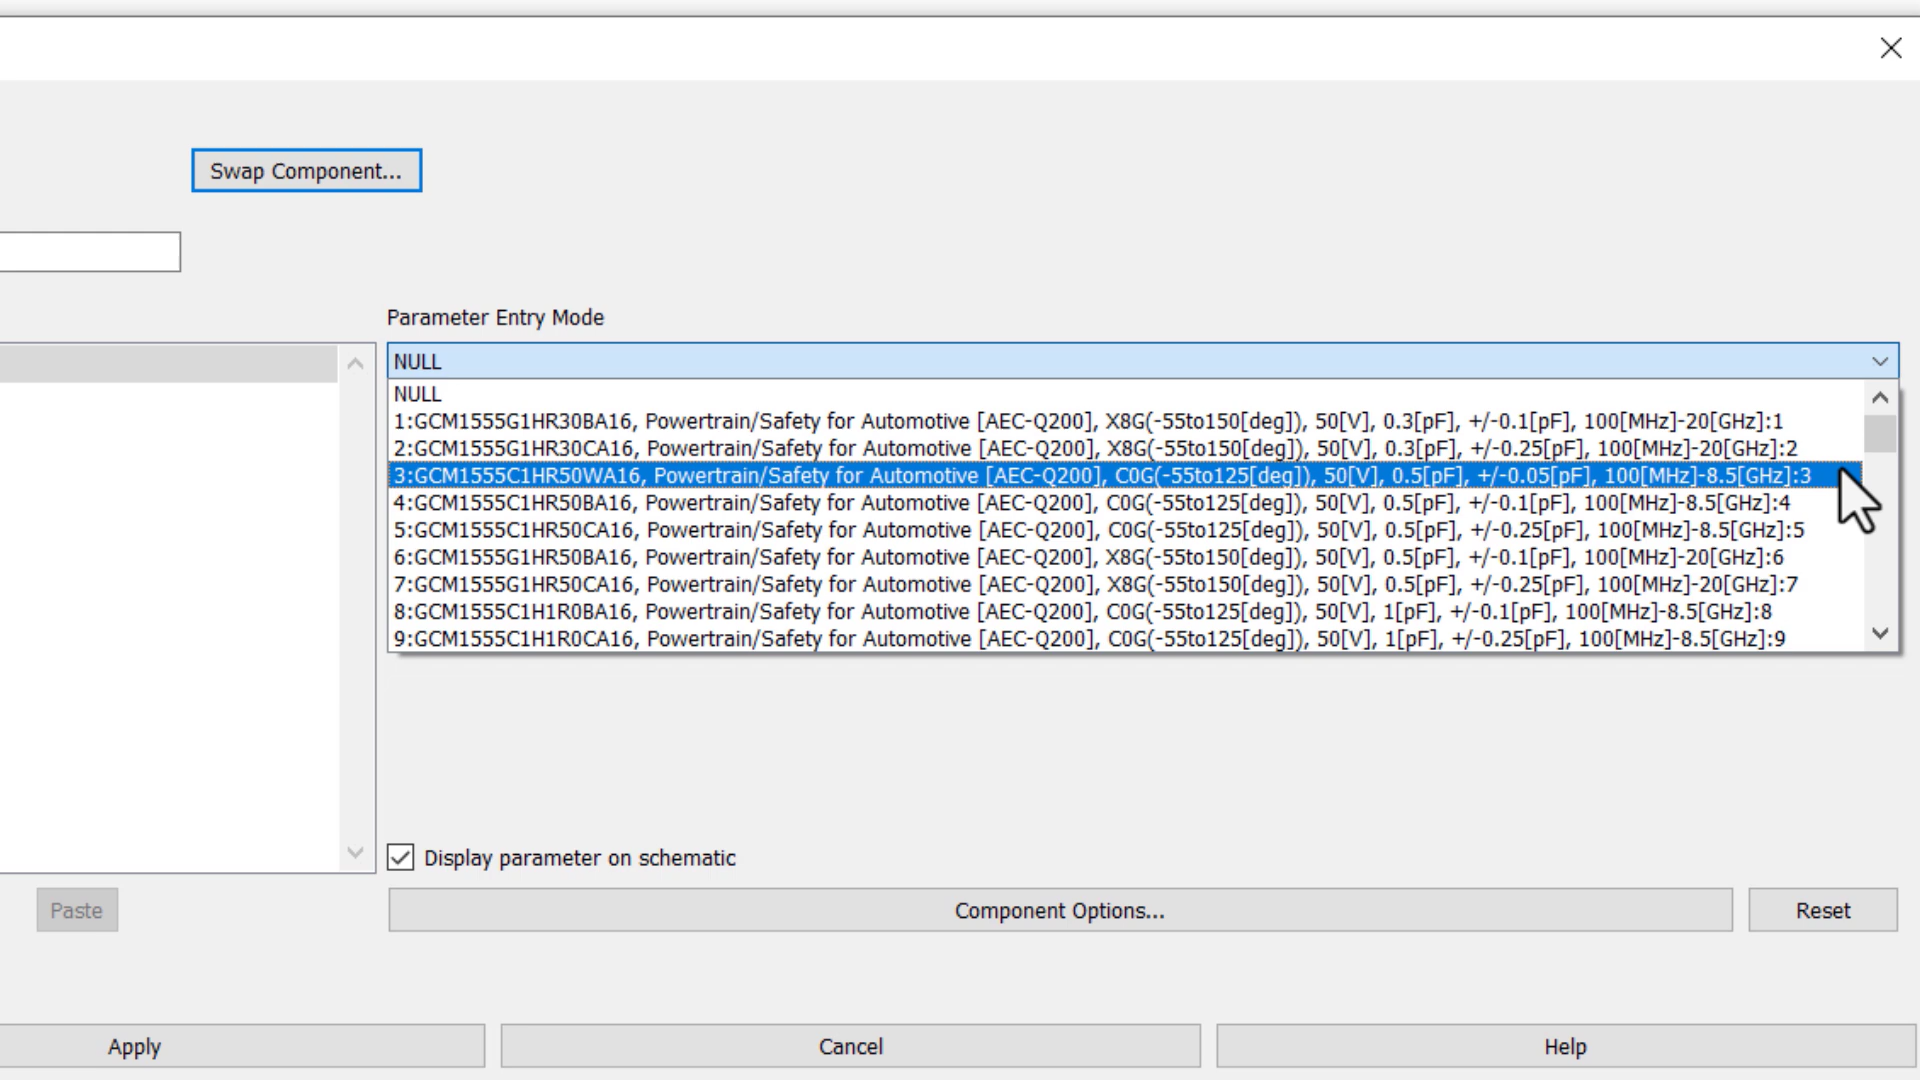 Swap Component...
Parameter Entry Mode
NULL
NULL
1:GCM1555G1HR30BA16, Powertrain/Safety for Automotive [AEC-Q200], X8G(-55to150[deg]), 50[V], 0.3[pF], +/-0.1[pF], 100[MHz]-20[GHz]:1
2:GCM1555G1HR30CA16, Powertrain/Safety for Automotive [AEC-Q200], X8G(-55to150[deg]), 50[V], 0.3[pF], +/-0.25[pF], 100[MHz]-20[GHz]:2
3:GCM1555C1HR50WA16, Powertrain/Safety for Automotive [AEC-Q200], C0G(-55to125[deg]), 50[V], 0.5[pF], +/-0.05[pF], 100[MHz]-8.5[GHz]:3
4:GCM1555C1HR50BA16, Powertrain/Safety for Automotive [AEC-Q200], C0G(-55to125[deg]), 50[V], 0.5[pF], +/-0.1[pF], 100[MHz]-8.5[GHz]:4
5:GCM1555C1HR50CA16, Powertrain/Safety for Automotive [AEC-Q200], C0G(-55to125[deg]), 50[V], 0.5[pF], +/-0.25[pF], 100[MHz]-8.5[GHz]:5
6:GCM1555G1HR50BA16, Powertrain/Safety for Automotive [AEC-Q200], X8G(-55to150[deg]), 50[V], 0.5[pF], +/-0.1[pF], 100[MHz]-20[GHz]:6
7:GCM1555G1HR50CA16, Powertrain/Safety for Automotive [AEC-Q200], X8G(-55to150[deg]), 50[V], 0.5[pF], +/-0.25[pF], 100[MHz]-20[GHz]:7
8:GCM1555C1H1R0BA16, Powertrain/Safety for Automotive [AEC-Q200], C0G(-55to125[deg]), 50[V], 1[pF], +/-0.1[pF], 100[MHz]-8.5[GHz]:8
9:GCM1555C1H1R0CA16, Powertrain/Safety for Automotive [AEC-Q200], C0G(-55to125[deg]), 50[V], 1[pF], +/-0.25[pF], 100[MHz]-8.5[GHz]:9
Display parameter on schematic
Paste
Component Options...
Reset
Apply
Cancel
Help